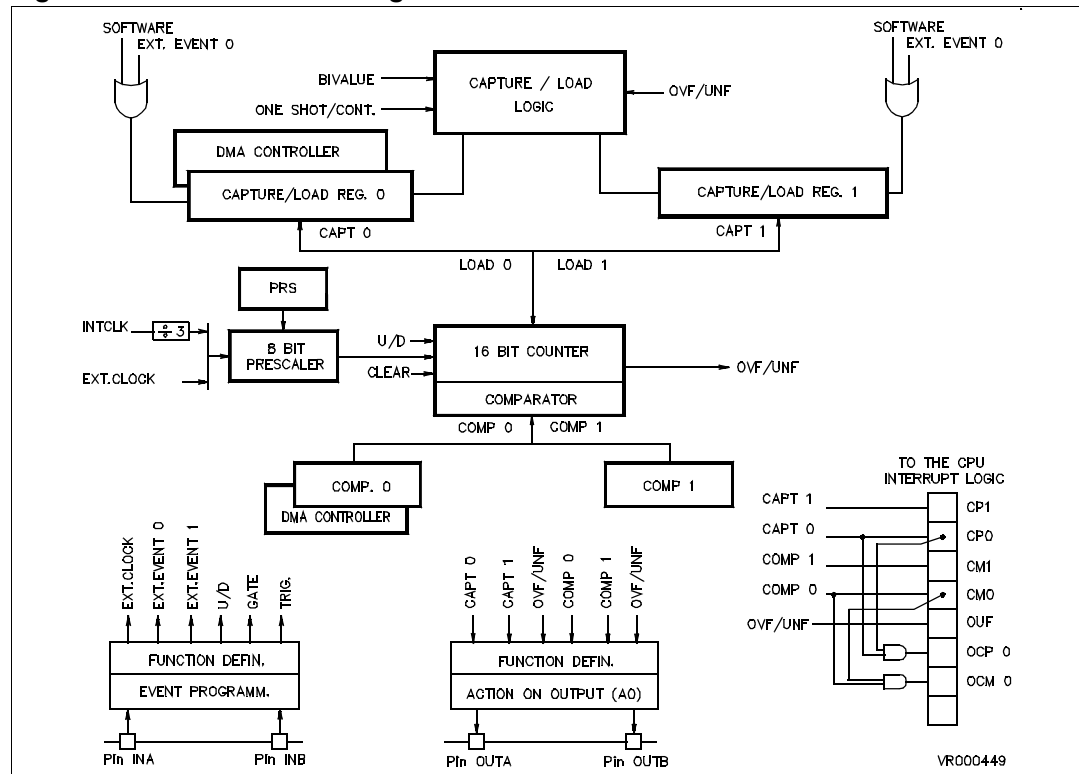 SOFTWARE
EXT. EVENT 0
SOFTWARE
EXT. EVENT 0
BIVALUE
ONE SHOT/CONT.
CAPTURE / LOAD
LOGIC
OVF/UNF
DMA CONTROLLER
CAPTURE/LOAD REG. 0
CAPTURE/LOAD REG. 1
CAPT 0
CAPT 1
LOAD 0
LOAD 1
PRS
INTCLK
÷ 3
8 BIT
PRESCALER
EXT.CLOCK
U/D
CLEAR
16 BIT COUNTER
COMPARATOR
OVF/UNF
COMP 0
COMP 1
COMP. 0
DMA CONTROLLER
COMP 1
TO THE CPU
INTERRUPT LOGIC
CAPT 1
CP1
CAPT 0
CP0
COMP 1
CM1
COMP 0
CM0
OVF/UNF
OUF
OCP 0
OCM 0
EXT.CLOCK
EXT.EVENT 0
EXT.EVENT 1
U/D
GATE
TRIG.
FUNCTION DEFIN.
EVENT PROGRAMM.
Pin INA
Pin INB
CAPT 0
CAPT 1
OVF/UNF
COMP 0
COMP 1
OVF/UNF
FUNCTION DEFIN.
ACTION ON OUTPUT (AO)
Pin OUTA
Pin OUTB
VR000449